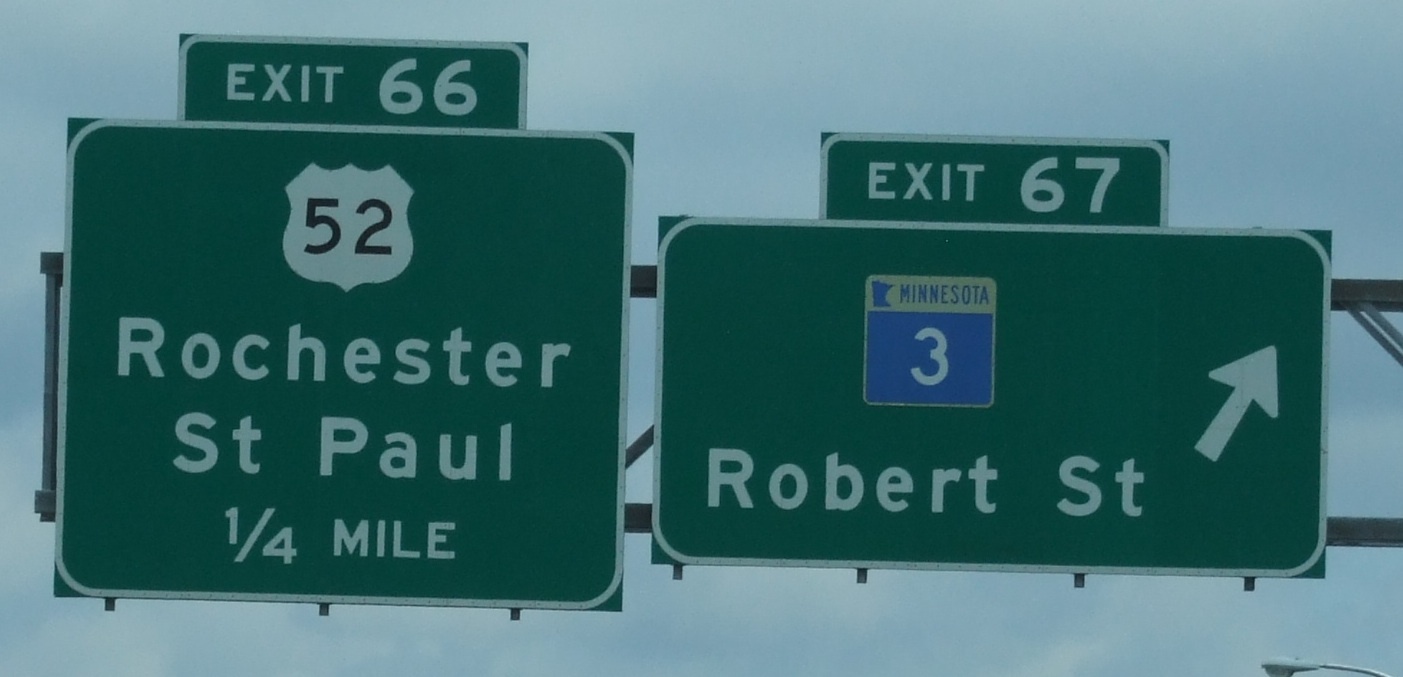 EXIT 66
52
Rochester
St Paul
1/4 MILE
EXIT 67
MINNESOTA
3
Robert St